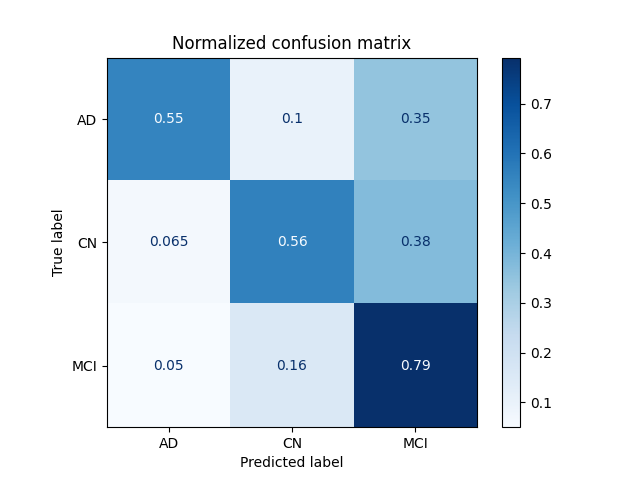 Normalized confusion matrix
True label
AD 0.55 0.1 0.35
CN 0.065 0.56 0.38
MCI 0.05 0.16 0.79
AD CN MCI
Predicted label
0.7
0.6
0.5
0.4
0.3
0.2
0.1